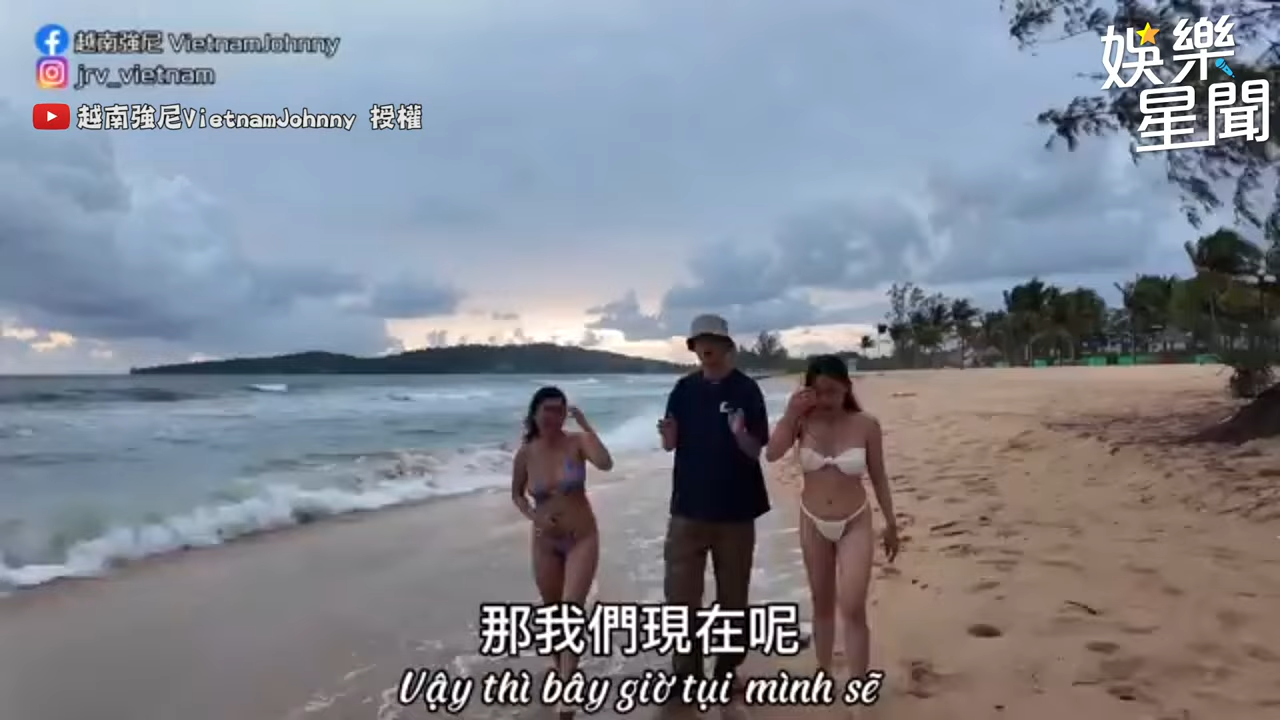 越南強尼 VietnamJohnny
jrv_vietnam
越南強尼VietnamJohnny 授權
娛樂
星聞
那我們現在呢
Vậy thì bây giờ tụi mình sẽ